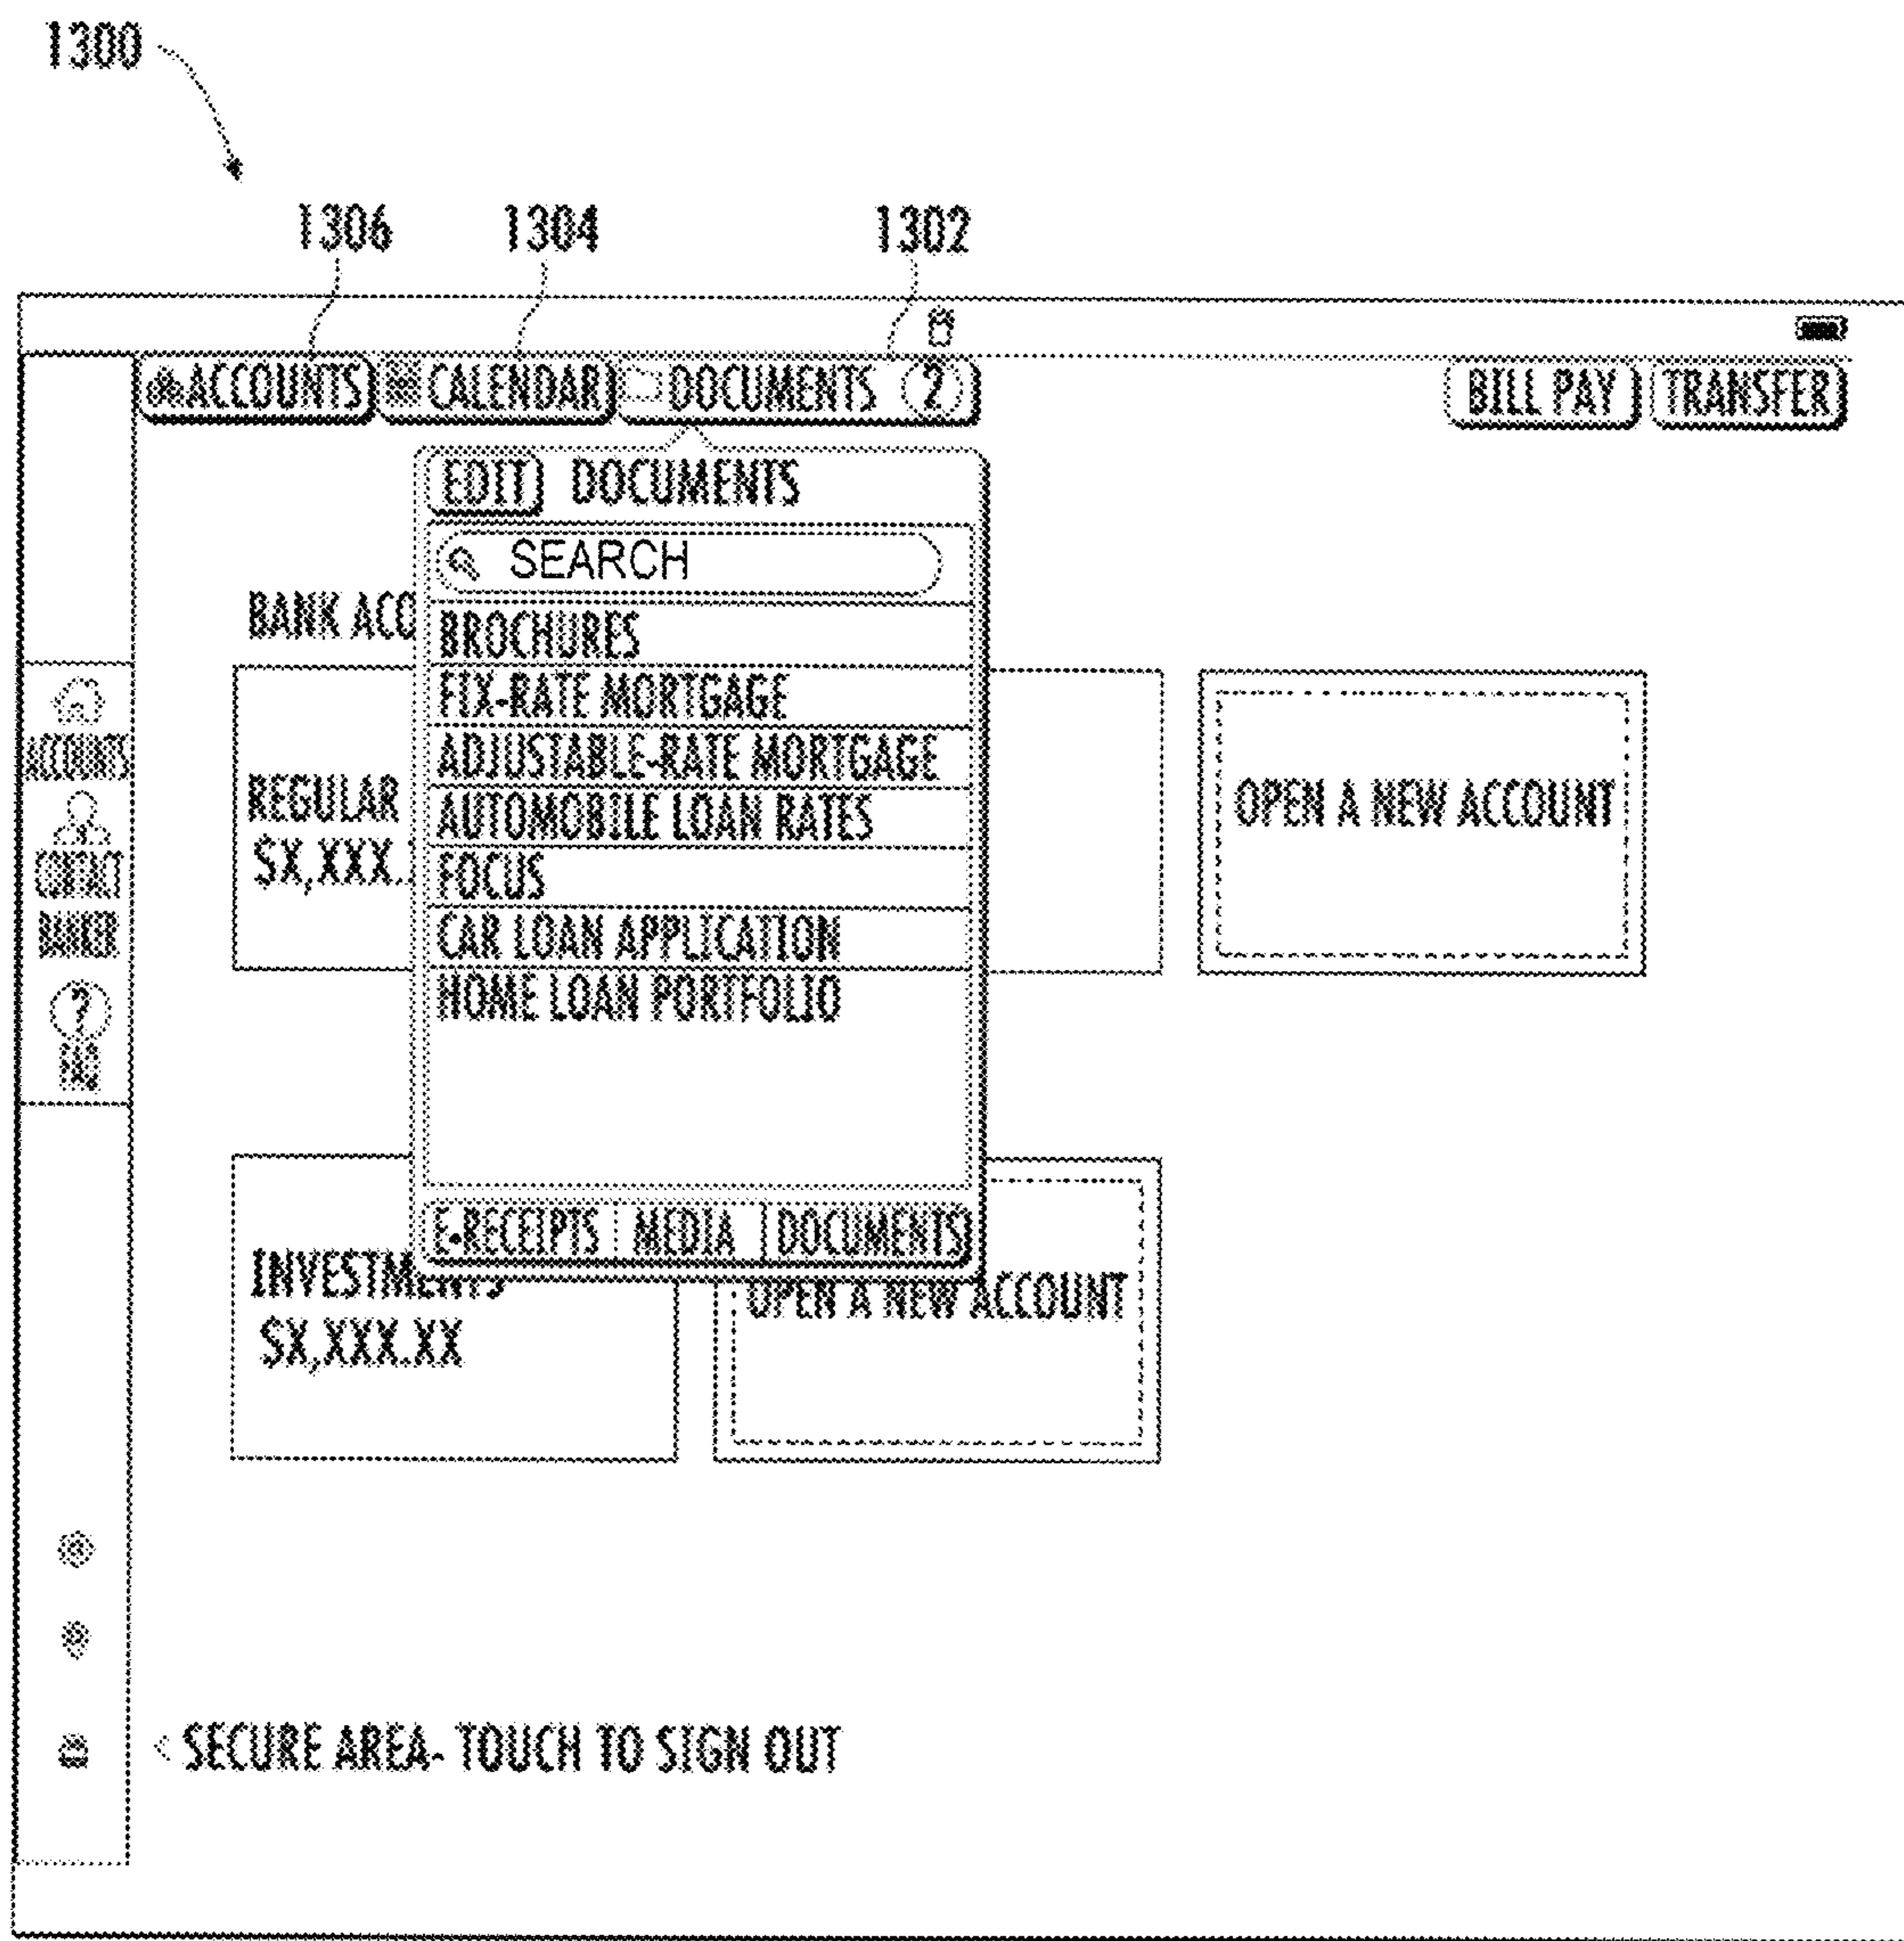 1300
1306 1304 1302
ACCOUNTS CALENDAR DOCUMENTS 2 BILL PAY TRANSFER
EDIT DOCUMENTS
SEARCH
BANK ACC
BROCHURES
FIX-RATE MORTGAGE
ADJUSTABLE-RATE MORTGAGE
AUTOMOBILE LOAN RATES
FOCUS
CAR LOAN APPLICATION
HOME LOAN PORTFOLIO
E-RECEIPTS MEDIA DOCUMENTS
REGULAR
$X,XXX.
OPEN A NEW ACCOUNT
ACCOUNTS
CONTACT
BANKER
?
FAQ
INVESTMENTS
$X,XXX.XX
OPEN A NEW ACCOUNT
< SECURE AREA- TOUCH TO SIGN OUT